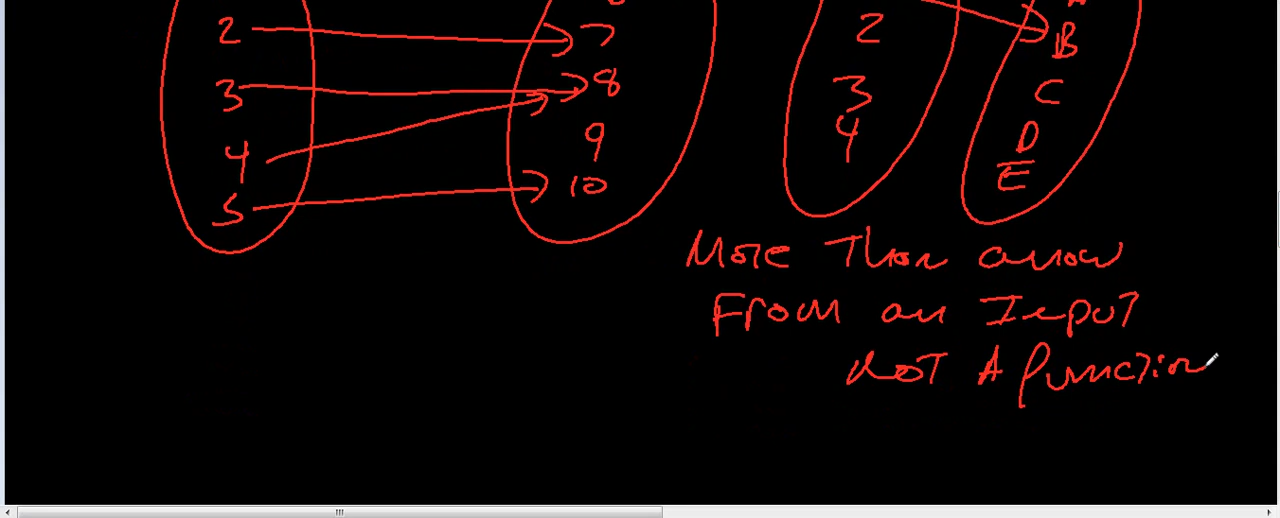 2 7 2 B
3 8 3 C
4 9 4 D
5 10 E
More Than arrow
From an Input
Not A function